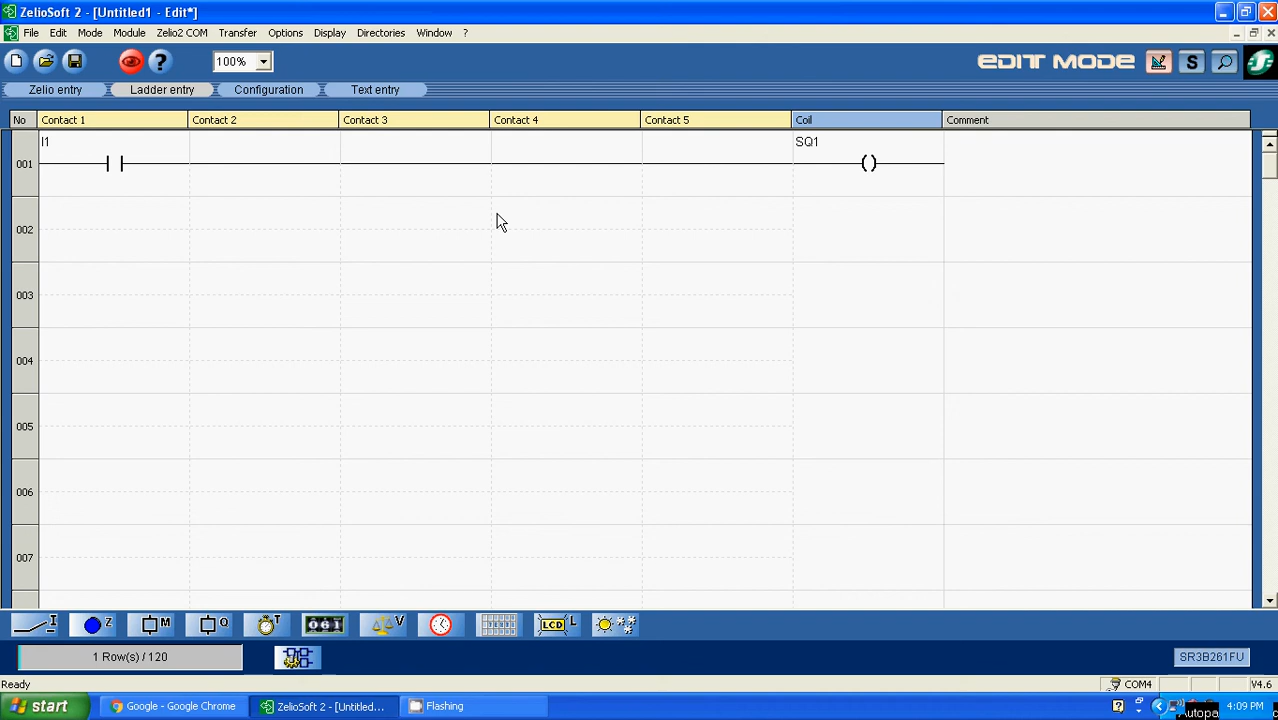 ZelioSoft 2 - [Untitled1 - Edit*]
File Edit Mode Module Zelio2 COM Transfer Options Display Directories Window ?
100% EDIT MODE S
Zelio entry Ladder entry Configuration Text entry
No Contact 1 Contact 2 Contact 3 Contact 4 Contact 5 Coil Comment
I1 SQ1
001
002
003
004
005
006
007
I Z M Q T V LCD L
1 Row(s) / 120 SR3B261FU
Ready COM4 V4.6
start Google - Google Chrome ZelioSoft 2 - [Untitled... Flashing ? 4:09 PM